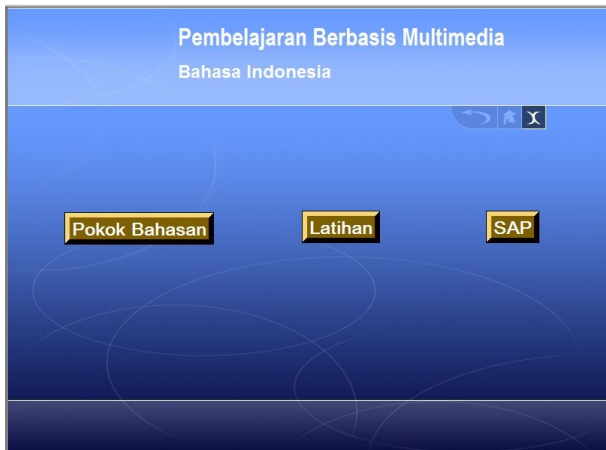 Pembelajaran Berbasis Multimedia
Bahasa Indonesia
Pokok Bahasan
Latihan
SAP